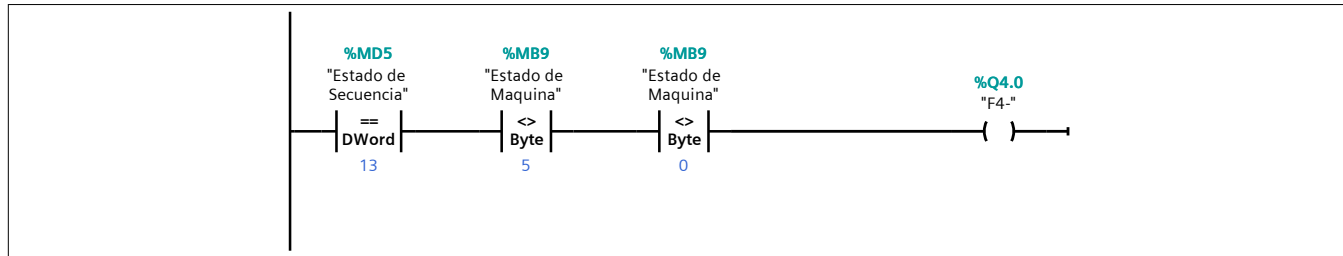 %MD5
"Estado de
Secuencia"
==
DWord
13
%MB9
"Estado de
Maquina"
<>
Byte
5
%MB9
"Estado de
Maquina"
<>
Byte
0
%Q4.0
"F4-"